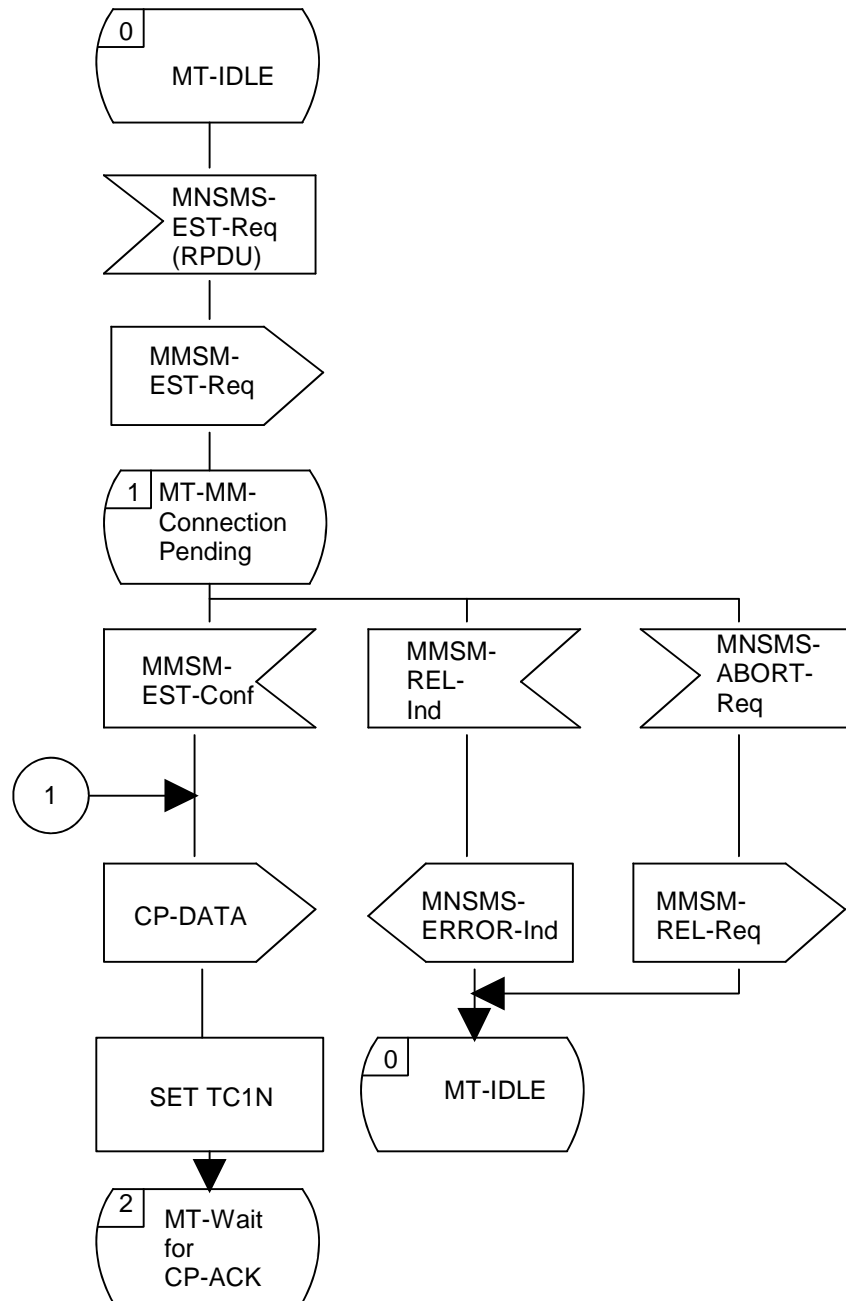 0
MT-IDLE
MNSMS-
EST-Req
(RPDU)
MMSM-
EST-Req
1
MT-MM-
Connection
Pending
MMSM-
EST-Conf
MMSM-
REL-
Ind
MNSMS-
ABORT-
Req
1
CP-DATA
MNSMS-
ERROR-Ind
MMSM-
REL-Req
SET TC1N
0
MT-IDLE
2
MT-Wait
for
CP-ACK